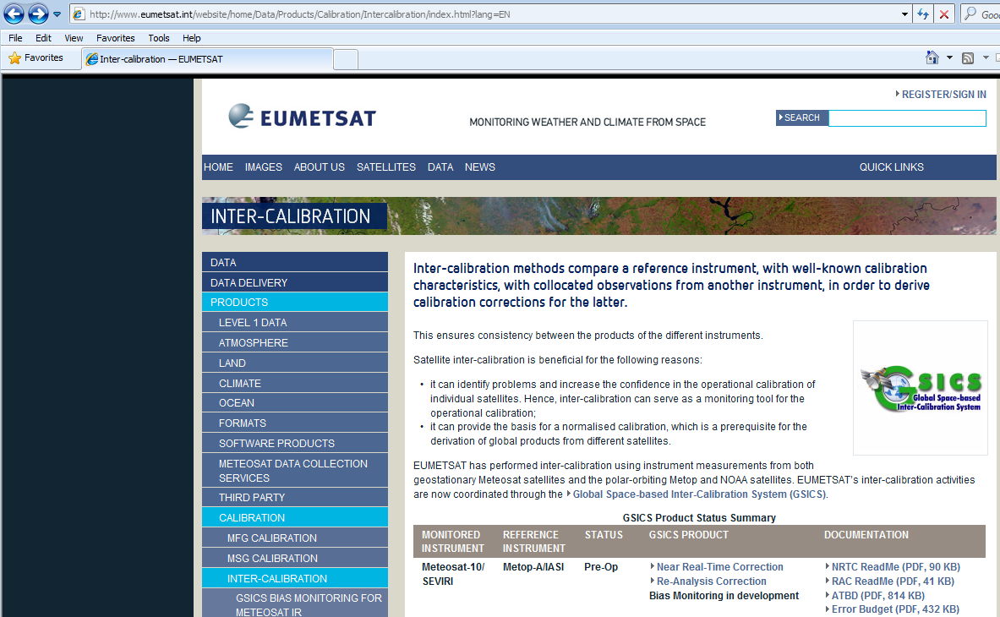 http://www.eumetsat.int/website/home/Data/Products/Calibration/Intercalibration/index.html?lang=EN
File Edit View Favorites Tools Help
Favorites
Inter-calibration — EUMETSAT
REGISTER/SIGN IN
EUMETSAT
MONITORING WEATHER AND CLIMATE FROM SPACE
SEARCH
HOME IMAGES ABOUT US SATELLITES DATA NEWS QUICK LINKS
INTER-CALIBRATION
DATA
DATA DELIVERY
PRODUCTS
LEVEL 1 DATA
ATMOSPHERE
LAND
CLIMATE
OCEAN
FORMATS
SOFTWARE PRODUCTS
METEOSAT DATA COLLECTION
SERVICES
THIRD PARTY
CALIBRATION
MFG CALIBRATION
MSG CALIBRATION
INTER-CALIBRATION
GSICS BIAS MONITORING FOR
METEOSAT IR
Inter-calibration methods compare a reference instrument, with well-known calibration
characteristics, with collocated observations from another instrument, in order to derive
calibration corrections for the latter.
This ensures consistency between the products of the different instruments.
Satellite inter-calibration is beneficial for the following reasons:
• it can identify problems and increase the confidence in the operational calibration of
individual satellites. Hence, inter-calibration can serve as a monitoring tool for the
operational calibration;
• it can provide the basis for a normalised calibration, which is a prerequisite for the
derivation of global products from different satellites.
GSICS
Global Space-based
Inter-Calibration System
EUMETSAT has performed inter-calibration using instrument measurements from both
geostationary Meteosat satellites and the polar-orbiting Metop and NOAA satellites. EUMETSAT's inter-calibration activities
are now coordinated through the Global Space-based Inter-Calibration System (GSICS).
GSICS Product Status Summary
MONITORED INSTRUMENT REFERENCE INSTRUMENT STATUS GSICS PRODUCT DOCUMENTATION
Meteosat-10/ SEVIRI Metop-A/IASI Pre-Op
Near Real-Time Correction
Re-Analysis Correction
Bias Monitoring in development
NRTC ReadMe (PDF, 90 KB)
RAC ReadMe (PDF, 41 KB)
ATBD (PDF, 814 KB)
Error Budget (PDF, 432 KB)